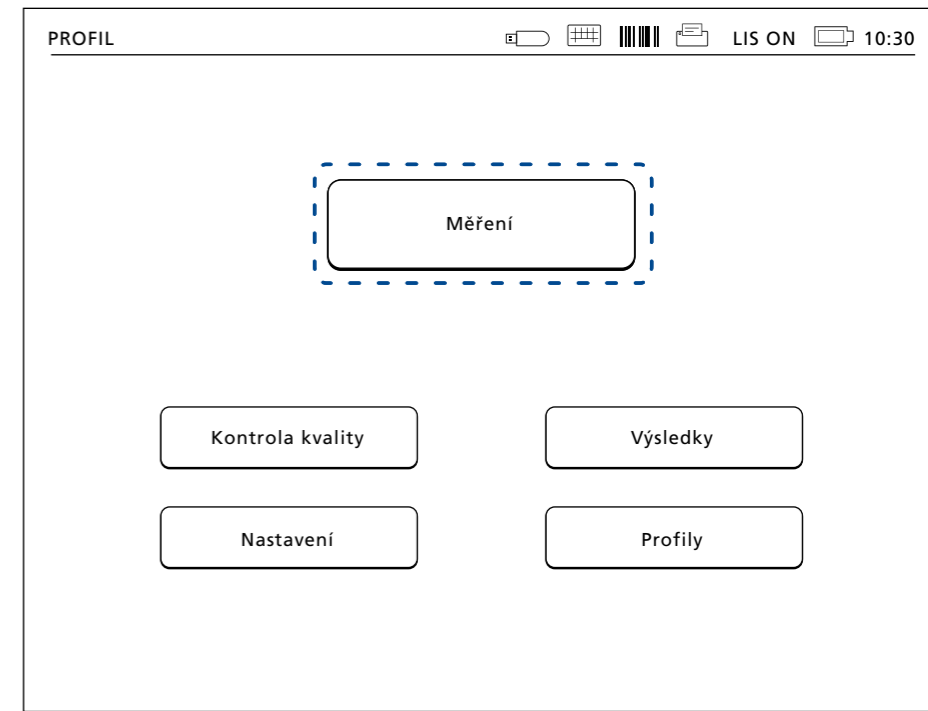 PROFIL LIS ON 10:30
Měření
Kontrola kvality Výsledky
Nastavení Profily